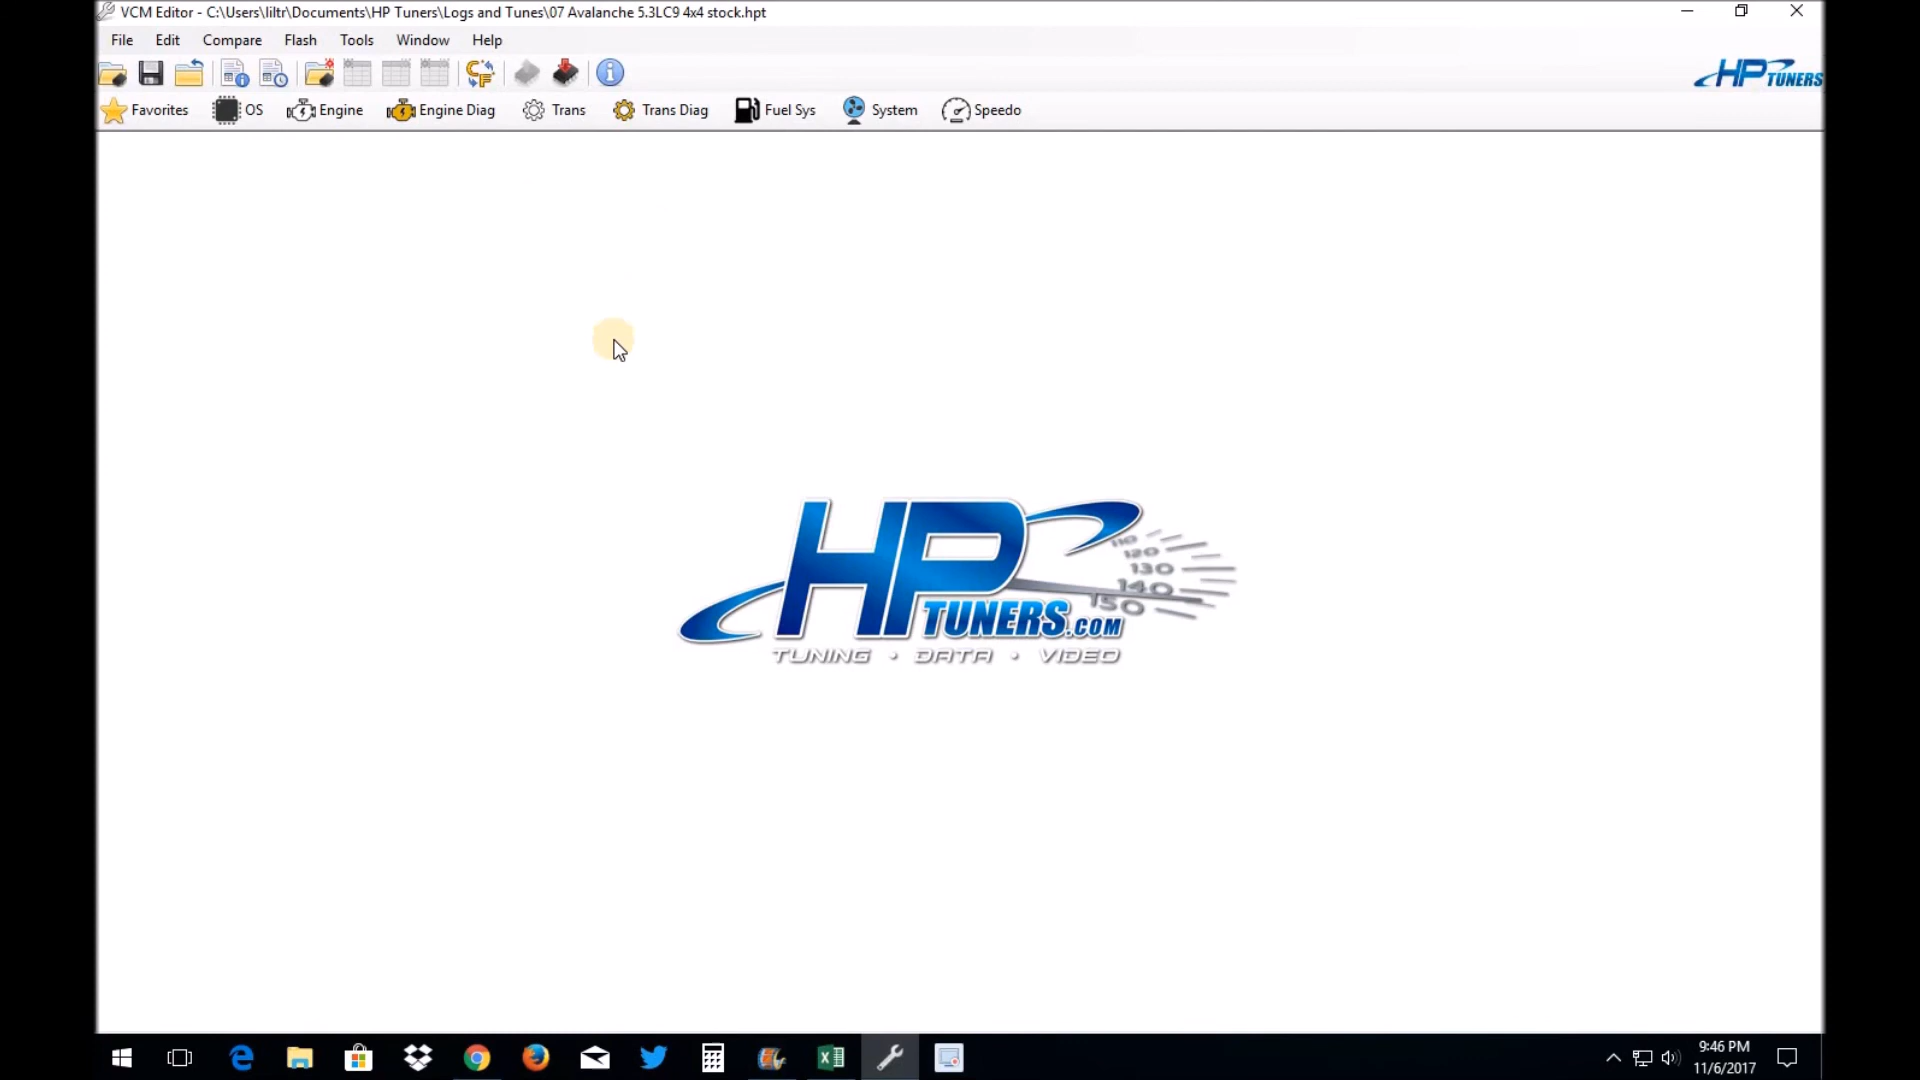 VCM Editor - C:\Users\liltr\Documents\HP Tuners\Logs and Tunes\07 Avalanche 5.3LC9 4x4 stock.hpt
File Edit Compare Flash Tools Window Help
HP TUNERS
Favorites OS Engine Engine Diag Trans Trans Diag Fuel Sys System Speedo
110
120
130
140
150
HP TUNERS.COM
TUNING · DATA · VIDEO
9:46 PM
11/6/2017